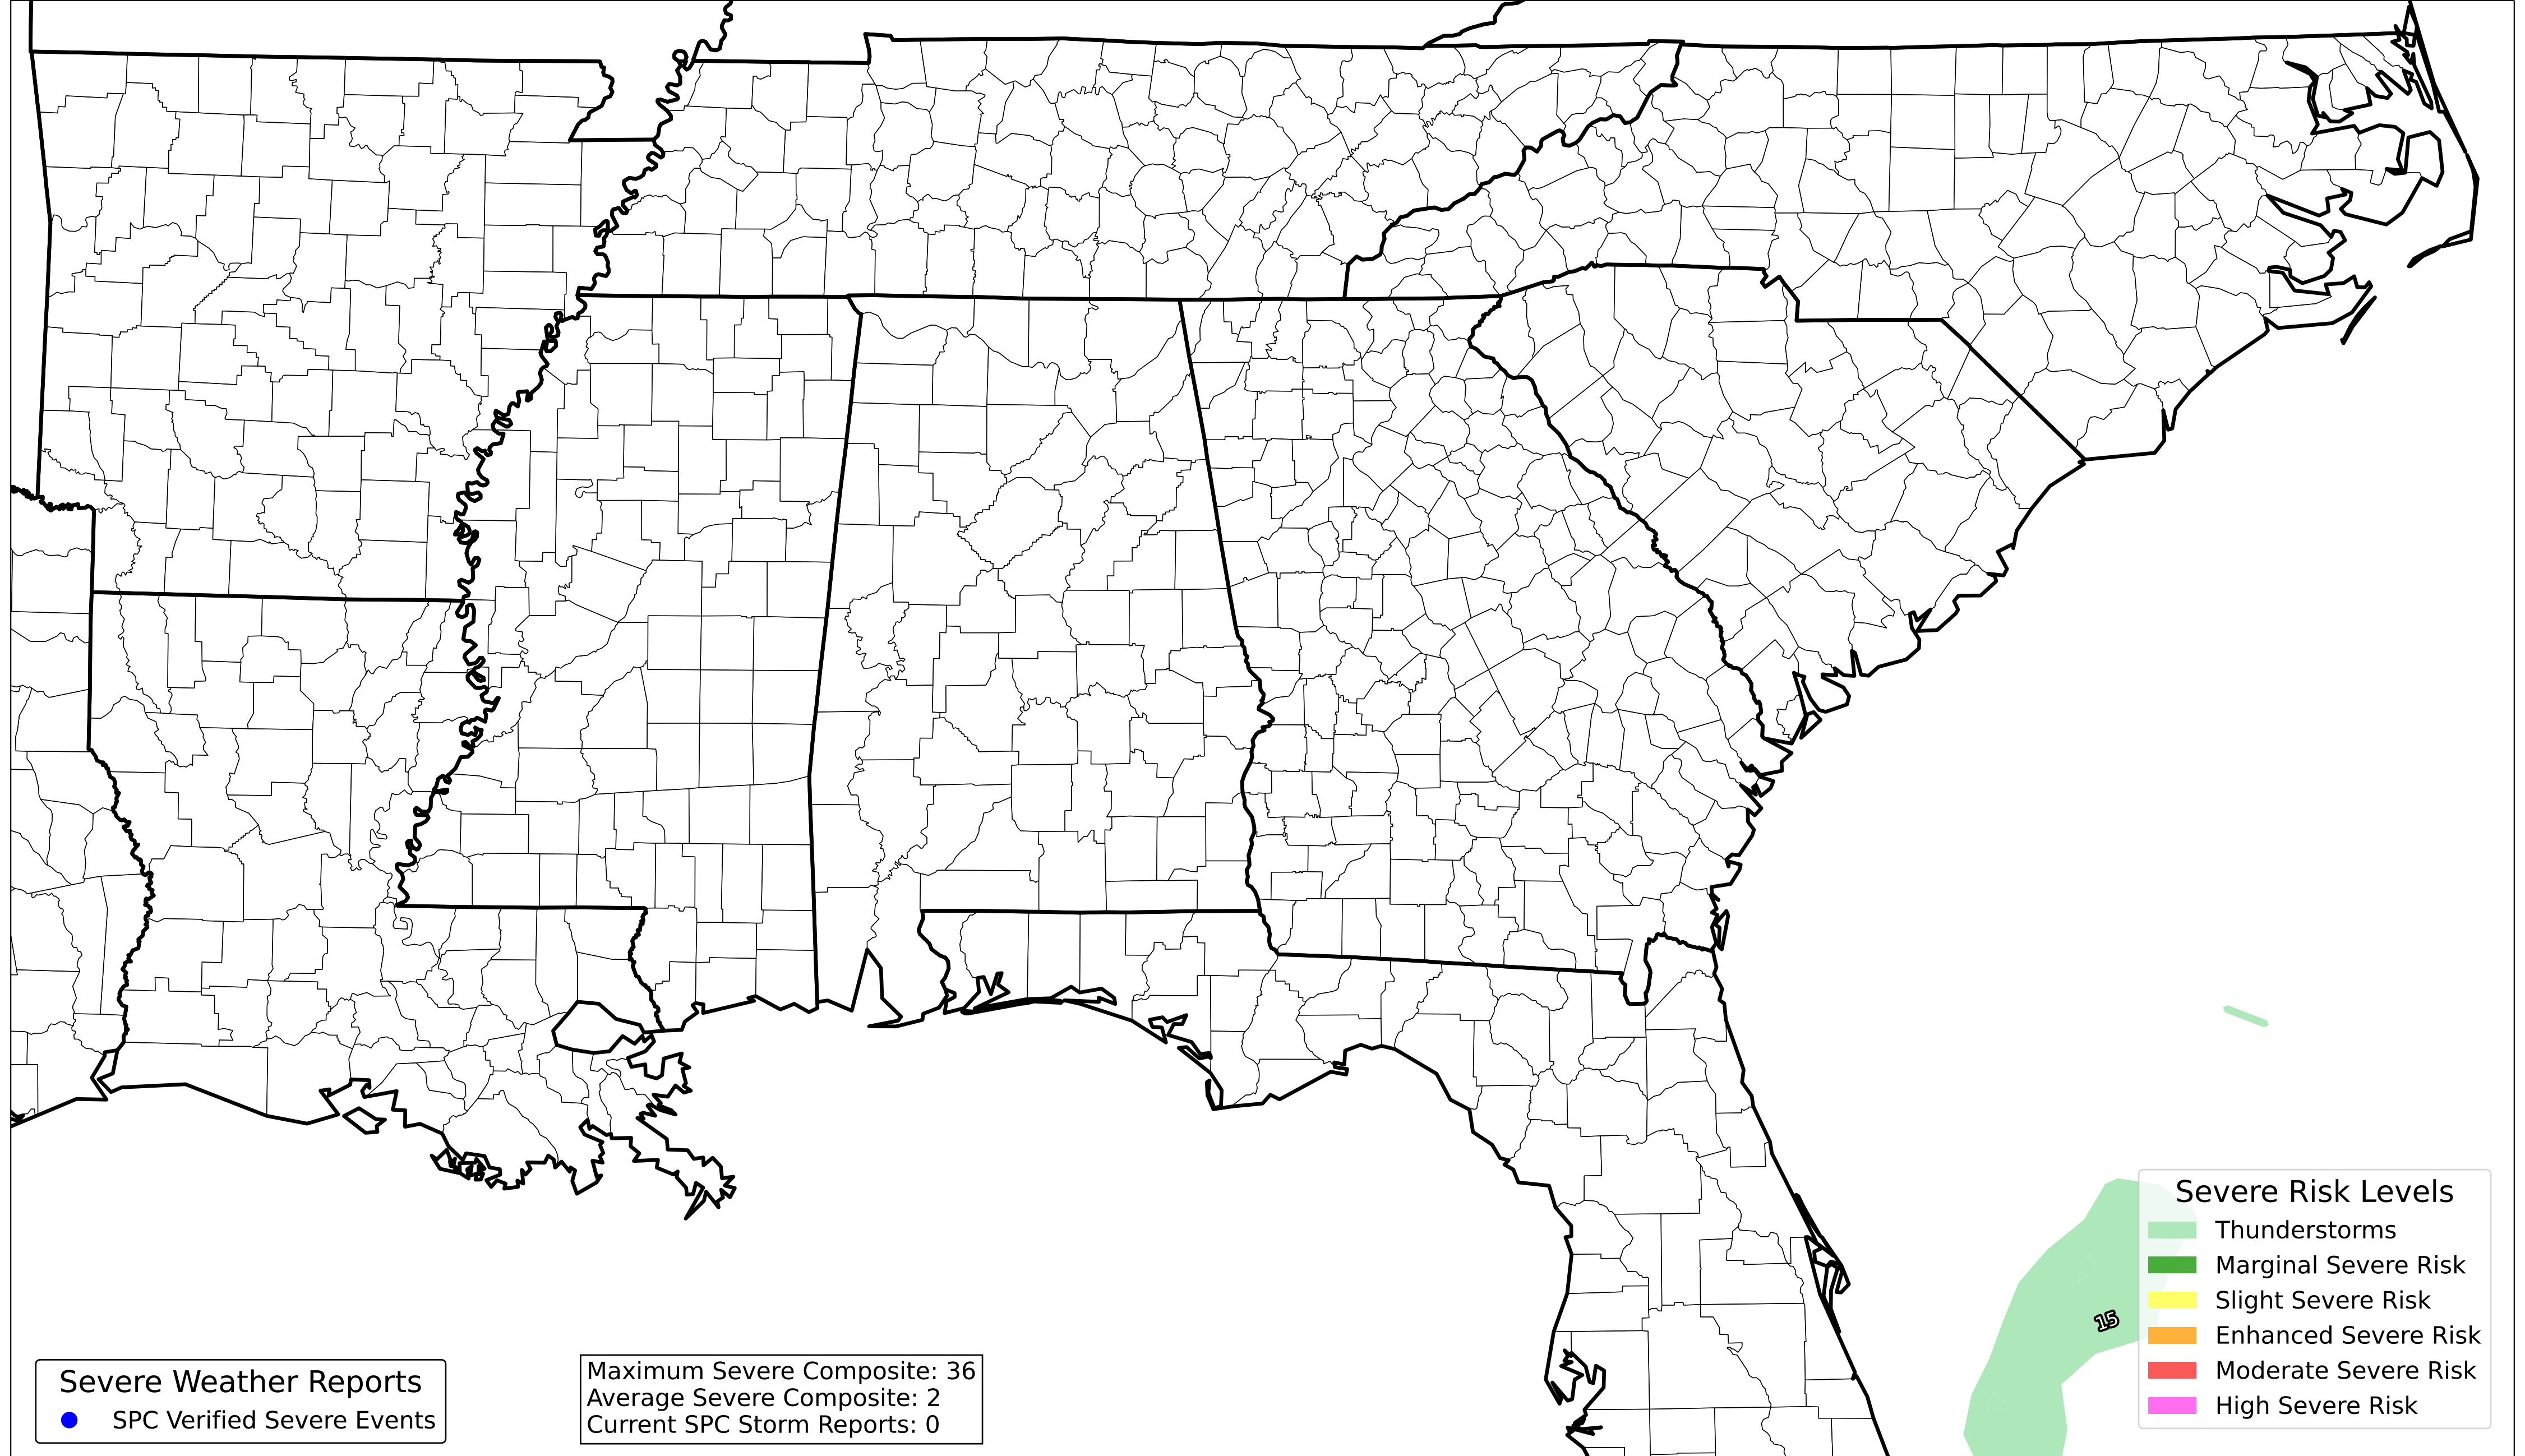 Severe Risk Levels
Thunderstorms
Marginal Severe Risk
Slight Severe Risk
Enhanced Severe Risk
Moderate Severe Risk
High Severe Risk
15
Severe Weather Reports
SPC Verified Severe Events
Maximum Severe Composite: 36
Average Severe Composite: 2
Current SPC Storm Reports: 0